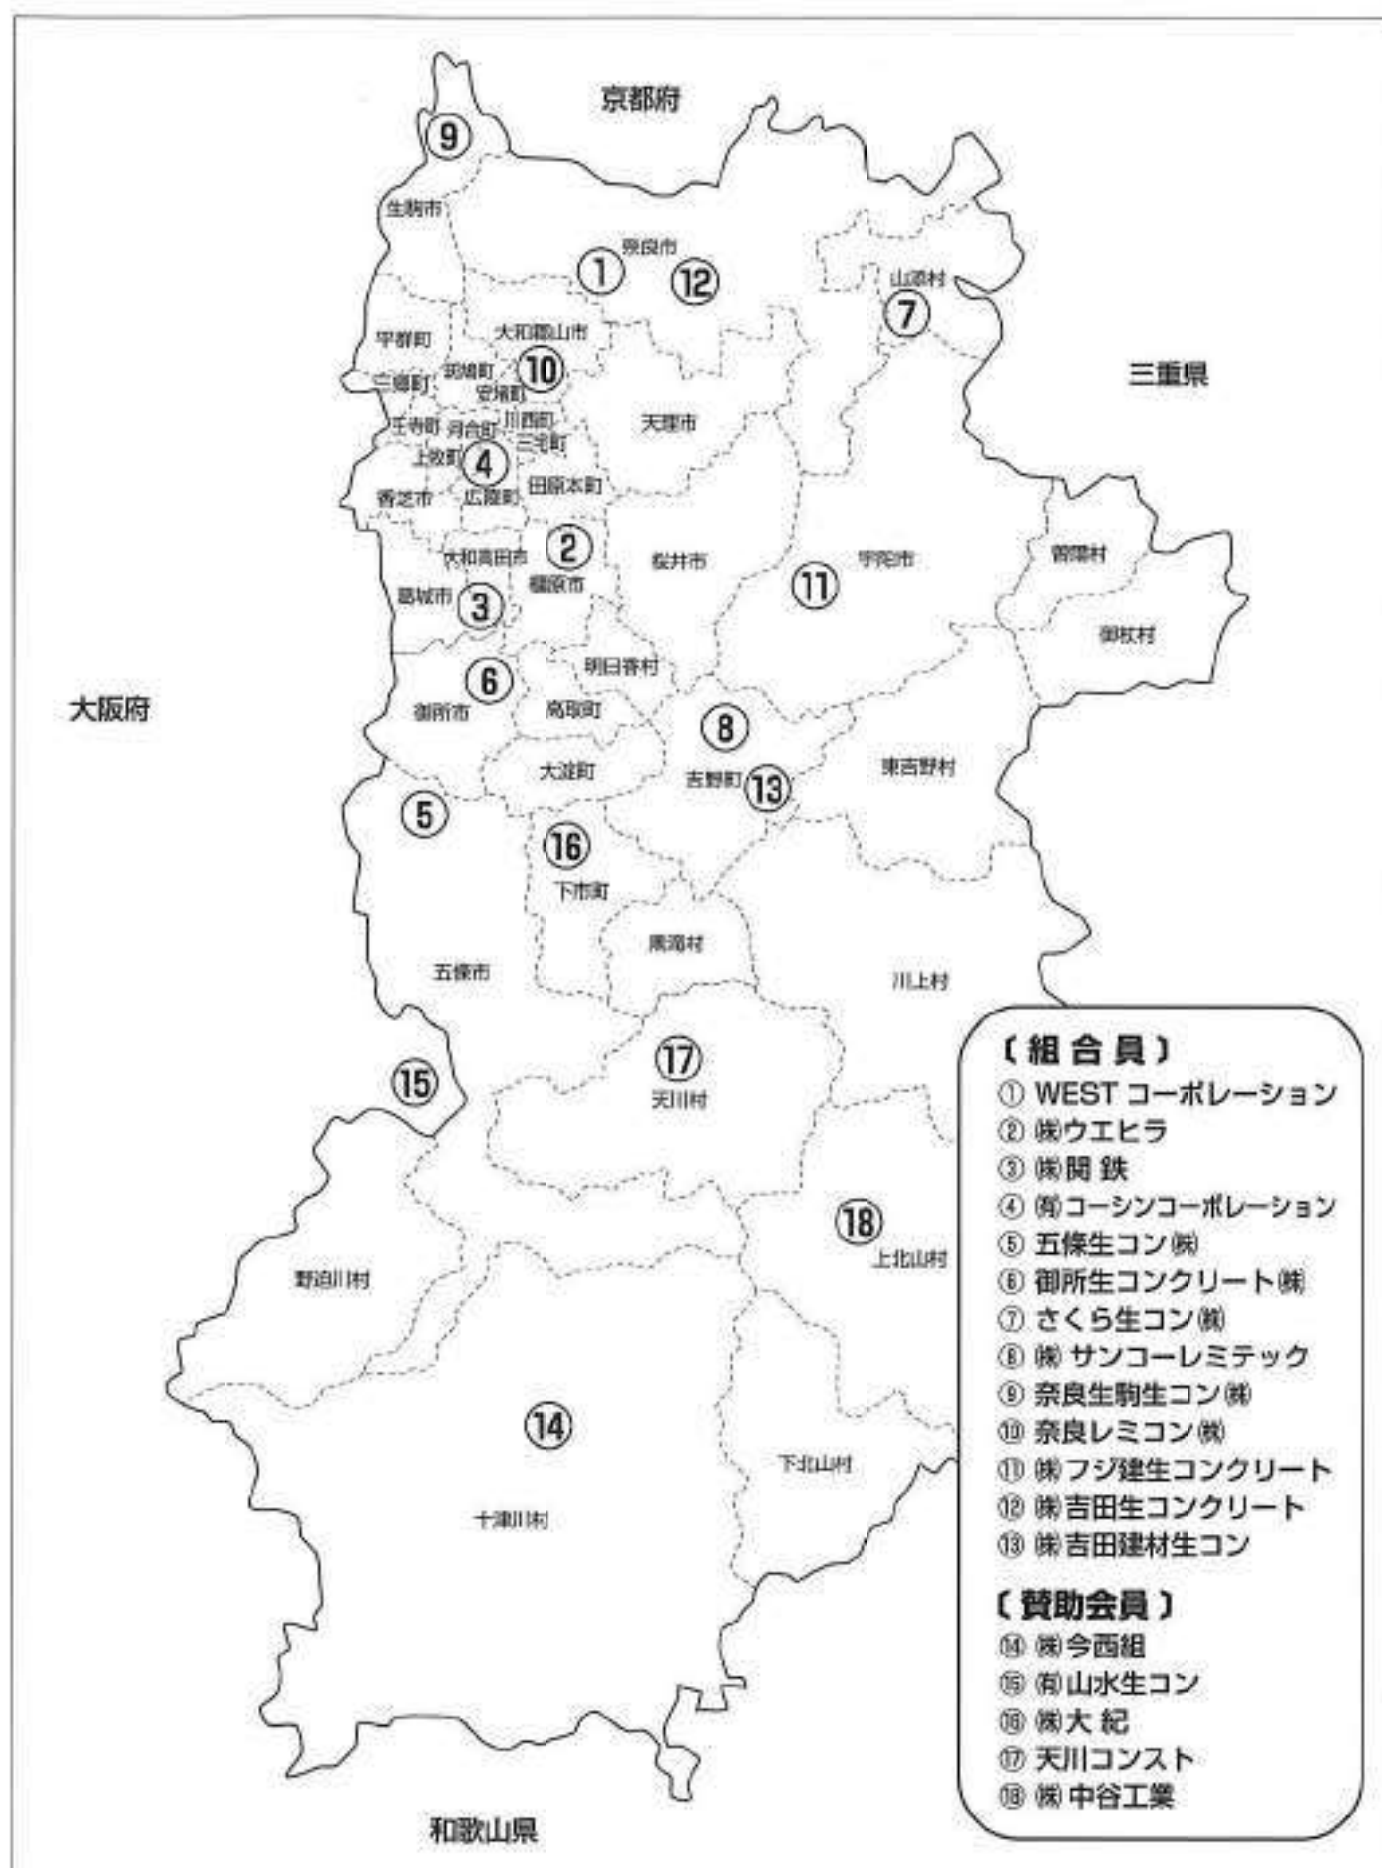 京都府
⑨
生駒市
奈良市
①
⑫
山添村
⑦
平群町
大和郡山市
⑩
三重県
三郷町
斑鳩町
安堵町
天理市
王寺町
河合町
川西町
三宅町
上牧町
④
香芝市
広陵町
田原本町
大和高田市
②
橿原市
桜井市
宇陀市
⑪
曽爾村
葛城市
③
御杖村
明日香村
⑥
御所市
高取町
大阪府
⑧
大淀町
吉野町
⑬
東吉野村
⑤
⑯
下市町
黒滝村
五條市
川上村
⑰
天川村
⑮
⑱
上北山村
野迫川村
⑭
下北山村
十津川村
和歌山県
〔組合員〕
① WEST コーポレーション
② ㈱ウエヒラ
③ ㈱関鉄
④ ㈲コーシンコーポレーション
⑤ 五條生コン㈱
⑥ 御所生コンクリート㈱
⑦ さくら生コン㈱
⑧ ㈱サンコーレミテック
⑨ 奈良生駒生コン㈱
⑩ 奈良レミコン㈱
⑪ ㈱フジ建生コンクリート
⑫ ㈱吉田生コンクリート
⑬ ㈱吉田建材生コン
〔賛助会員〕
⑭ ㈱今西組
⑮ ㈲山水生コン
⑯ ㈱大紀
⑰ 天川コンスト
⑱ ㈱中谷工業